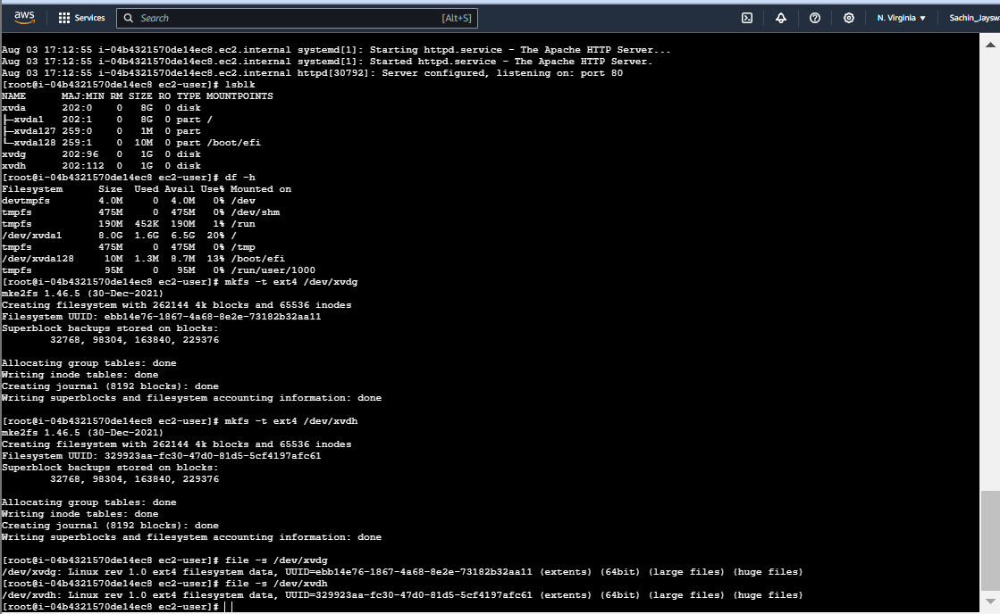 aws Services Search [Alt+S] N. Virginia ▼ Sachin_Jaysw
Aug 03 17:12:55 i-04b4321570de14ec8.ec2.internal systemd[1]: Starting httpd.service - The Apache HTTP Server...
Aug 03 17:12:55 i-04b4321570de14ec8.ec2.internal systemd[1]: Started httpd.service - The Apache HTTP Server.
Aug 03 17:12:55 i-04b4321570de14ec8.ec2.internal httpd[30792]: Server configured, listening on: port 80
[root@i-04b4321570de14ec8 ec2-user]# lsblk
NAME      MAJ:MIN RM SIZE RO TYPE MOUNTPOINTS
xvda      202:0    0   8G  0 disk
├─xvda1   202:1    0   8G  0 part /
├─xvda127 259:0    0   1M  0 part
└─xvda128 259:1    0  10M  0 part /boot/efi
xvdg      202:96   0   1G  0 disk
xvdh      202:112  0   1G  0 disk
[root@i-04b4321570de14ec8 ec2-user]# df -h
Filesystem      Size  Used Avail Use% Mounted on
devtmpfs        4.0M     0  4.0M   0% /dev
tmpfs           475M     0  475M   0% /dev/shm
tmpfs           190M  452K  190M   1% /run
/dev/xvda1      8.0G  1.6G  6.5G  20% /
tmpfs           475M     0  475M   0% /tmp
/dev/xvda128     10M  1.3M  8.7M  13% /boot/efi
tmpfs            95M     0   95M   0% /run/user/1000
[root@i-04b4321570de14ec8 ec2-user]# mkfs -t ext4 /dev/xvdg
mke2fs 1.46.5 (30-Dec-2021)
Creating filesystem with 262144 4k blocks and 65536 inodes
Filesystem UUID: ebb14e76-1867-4a68-8e2e-73182b32aa11
Superblock backups stored on blocks:
        32768, 98304, 163840, 229376
Allocating group tables: done
Writing inode tables: done
Creating journal (8192 blocks): done
Writing superblocks and filesystem accounting information: done
[root@i-04b4321570de14ec8 ec2-user]# mkfs -t ext4 /dev/xvdh
mke2fs 1.46.5 (30-Dec-2021)
Creating filesystem with 262144 4k blocks and 65536 inodes
Filesystem UUID: 329923aa-fc30-47d0-81d5-5cf4197afc61
Superblock backups stored on blocks:
        32768, 98304, 163840, 229376
Allocating group tables: done
Writing inode tables: done
Creating journal (8192 blocks): done
Writing superblocks and filesystem accounting information: done
[root@i-04b4321570de14ec8 ec2-user]# file -s /dev/xvdg
/dev/xvdg: Linux rev 1.0 ext4 filesystem data, UUID=ebb14e76-1867-4a68-8e2e-73182b32aa11 (extents) (64bit) (large files) (huge files)
[root@i-04b4321570de14ec8 ec2-user]# file -s /dev/xvdh
/dev/xvdh: Linux rev 1.0 ext4 filesystem data, UUID=329923aa-fc30-47d0-81d5-5cf4197afc61 (extents) (64bit) (large files) (huge files)
[root@i-04b4321570de14ec8 ec2-user]#